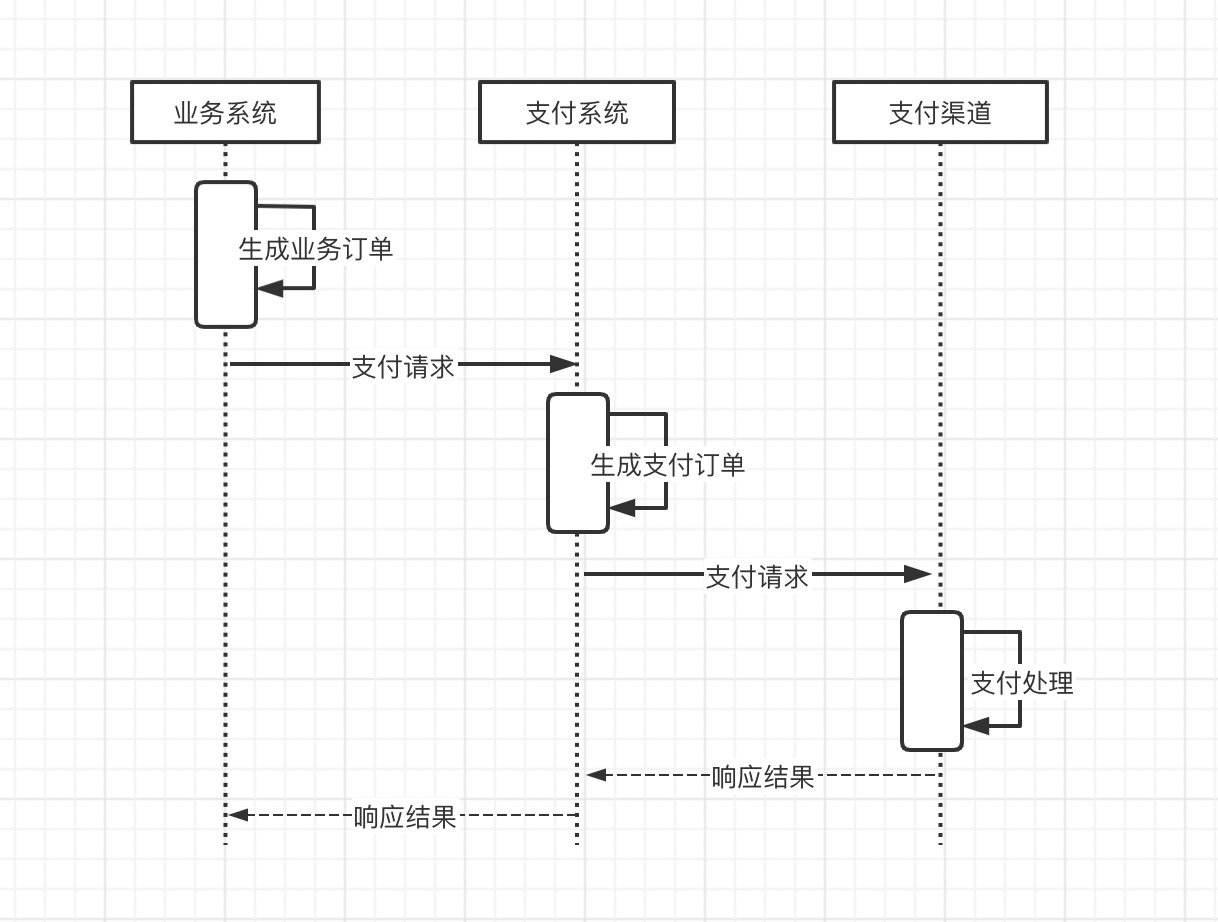 业务系统
支付系统
支付渠道
生成业务订单
支付请求
生成支付订单
支付请求
支付处理
响应结果
响应结果